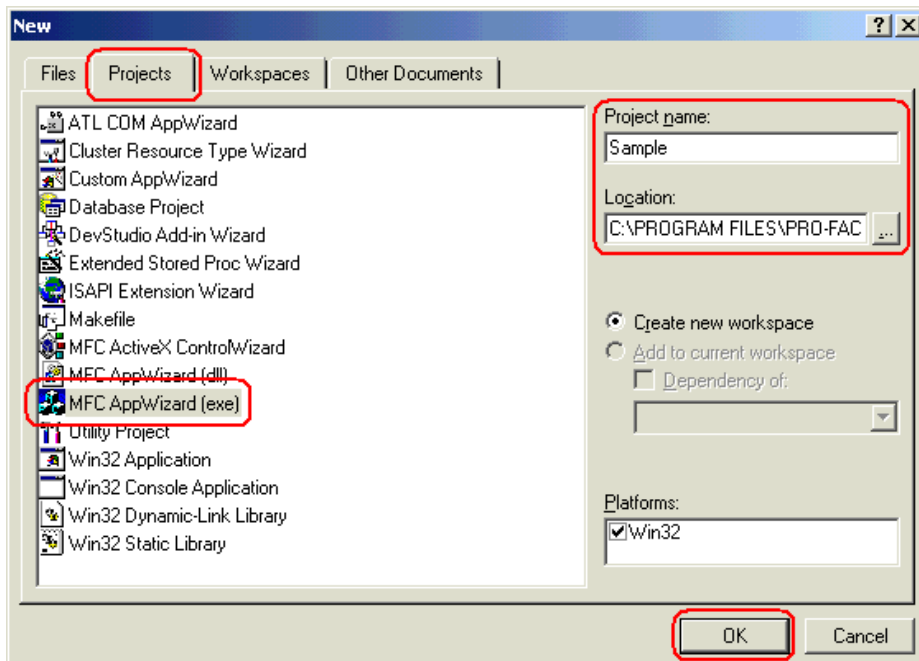 New
Files Projects Workspaces Other Documents
ATL COM AppWizard
Cluster Resource Type Wizard
Custom AppWizard
Database Project
DevStudio Add-in Wizard
Extended Stored Proc Wizard
ISAPI Extension Wizard
Makefile
MFC ActiveX ControlWizard
MFC AppWizard (dll)
MFC AppWizard (exe)
Utility Project
Win32 Application
Win32 Console Application
Win32 Dynamic-Link Library
Win32 Static Library
Project name:
Sample
Location:
C:\PROGRAM FILES\PRO-FAC ...
Create new workspace
Add to current workspace
Dependency of:
Platforms:
Win32
OK Cancel